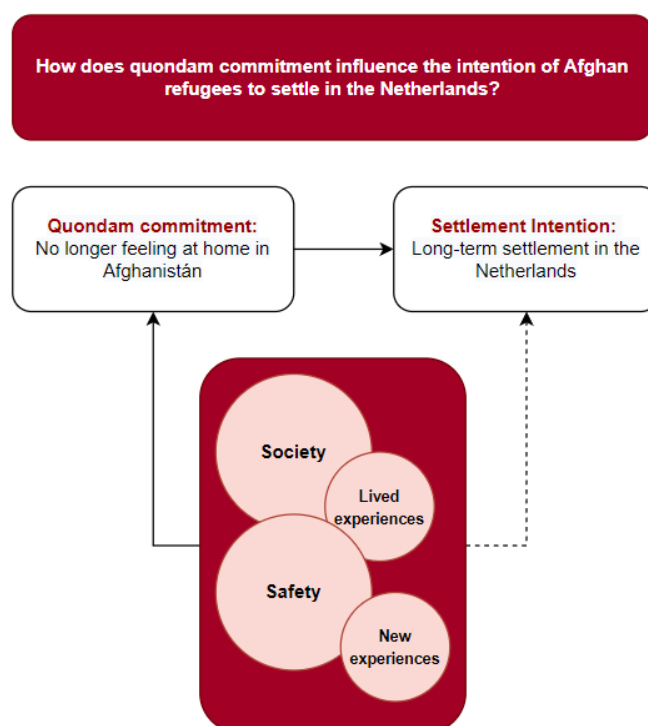 How does quondam commitment influence the intention of Afghan
refugees to settle in the Netherlands?
Quondam commitment:
No longer feeling at home in
Afghanistán
Settlement Intention:
Long-term settlement in the
Netherlands
Society
Lived
experiences
Safety
New
experiences